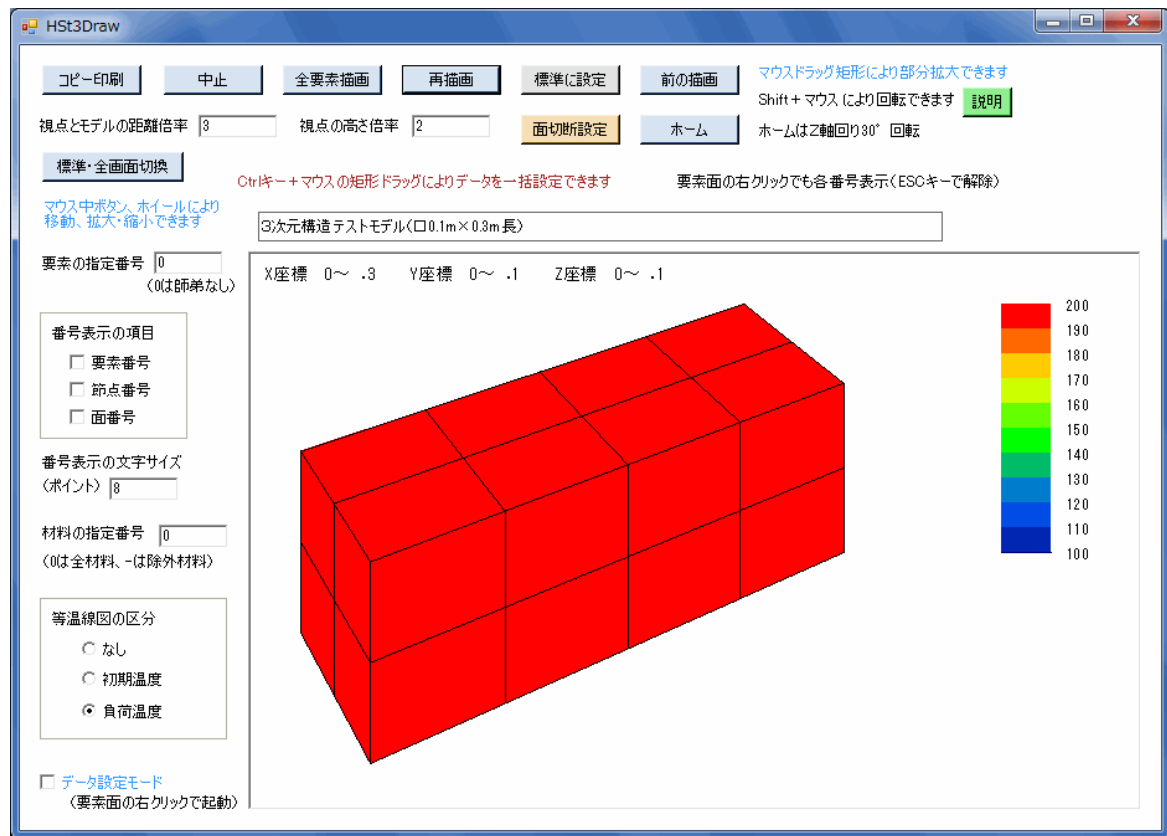 HSt3Draw
コピー印刷 中止 全要素描画 再描画 標準に設定 前の描画 マウスドラッグ矩形により部分拡大できます
Shift+マウスにより回転できます 説明
視点とモデルの距離倍率 3 視点の高さ倍率 2 面切断設定 ホーム ホームはZ軸回り30°回転
標準・全画面切換
Ctrlキー+マウスの矩形ドラッグによりデータを一括設定できます 要素面の右クリックでも各番号表示(ESCキーで解除)
マウス中ボタン、ホイールにより
移動、拡大・縮小できます
3次元構造テストモデル(□0.1m×0.3m長)
要素の指定番号 0
(0は師弟なし)
X座標 0~ .3 Y座標 0~ .1 Z座標 0~ .1
番号表示の項目
要素番号
節点番号
面番号
番号表示の文字サイズ
(ポイント) 8
材料の指定番号 0
(0は全材料、-は除外材料)
等温線図の区分
なし
初期温度
負荷温度
データ設定モード
(要素面の右クリックで起動)
200
190
180
170
160
150
140
130
120
110
100